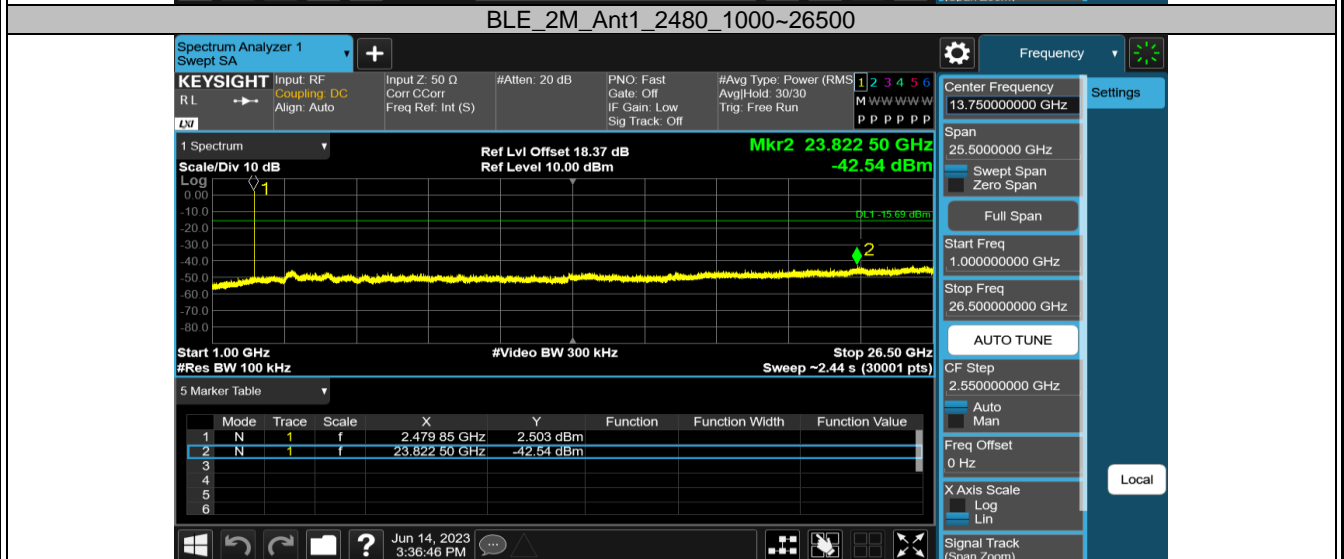 BLE_2M_Ant1_2480_1000~26500
Spectrum Analyzer 1
Swept SA
Frequency
KEYSIGHT
Input: RF
Input Z: 50 Ω
#Atten: 20 dB
PNO: Fast
#Avg Type: Power (RMS
1 2 3 4 5 6
RL
Coupling: DC
Corr CCorr
Gate: Off
Avg|Hold: 30/30
M W W W W W
Align: Auto
Freq Ref: Int (S)
IF Gain: Low
Trig: Free Run
Sig Track: Off
P P P P P P
LXI
Center Frequency
13.750000000 GHz
Settings
1 Spectrum
Ref Lvl Offset 18.37 dB
Mkr2 23.822 50 GHz
Scale/Div 10 dB
Ref Level 10.00 dBm
-42.54 dBm
Log
1
0.00
-10.0
DL1 -15.69 dBm
-20.0
-30.0
2
-40.0
-50.0
-60.0
-70.0
-80.0
Start 1.00 GHz
#Video BW 300 kHz
Stop 26.50 GHz
#Res BW 100 kHz
Sweep ~2.44 s (30001 pts)
Span
25.5000000 GHz
Swept Span
Zero Span
Full Span
Start Freq
1.000000000 GHz
Stop Freq
26.500000000 GHz
AUTO TUNE
CF Step
2.550000000 GHz
Auto
Man
Freq Offset
0 Hz
X Axis Scale
Log
Lin
Signal Track
(Span Zoom)
Local
5 Marker Table
Mode Trace Scale X Y Function Function Width Function Value
1 N 1 f 2.479 85 GHz 2.503 dBm
2 N 1 f 23.822 50 GHz -42.54 dBm
3
4
5
6
?
Jun 14, 2023
3:36:46 PM